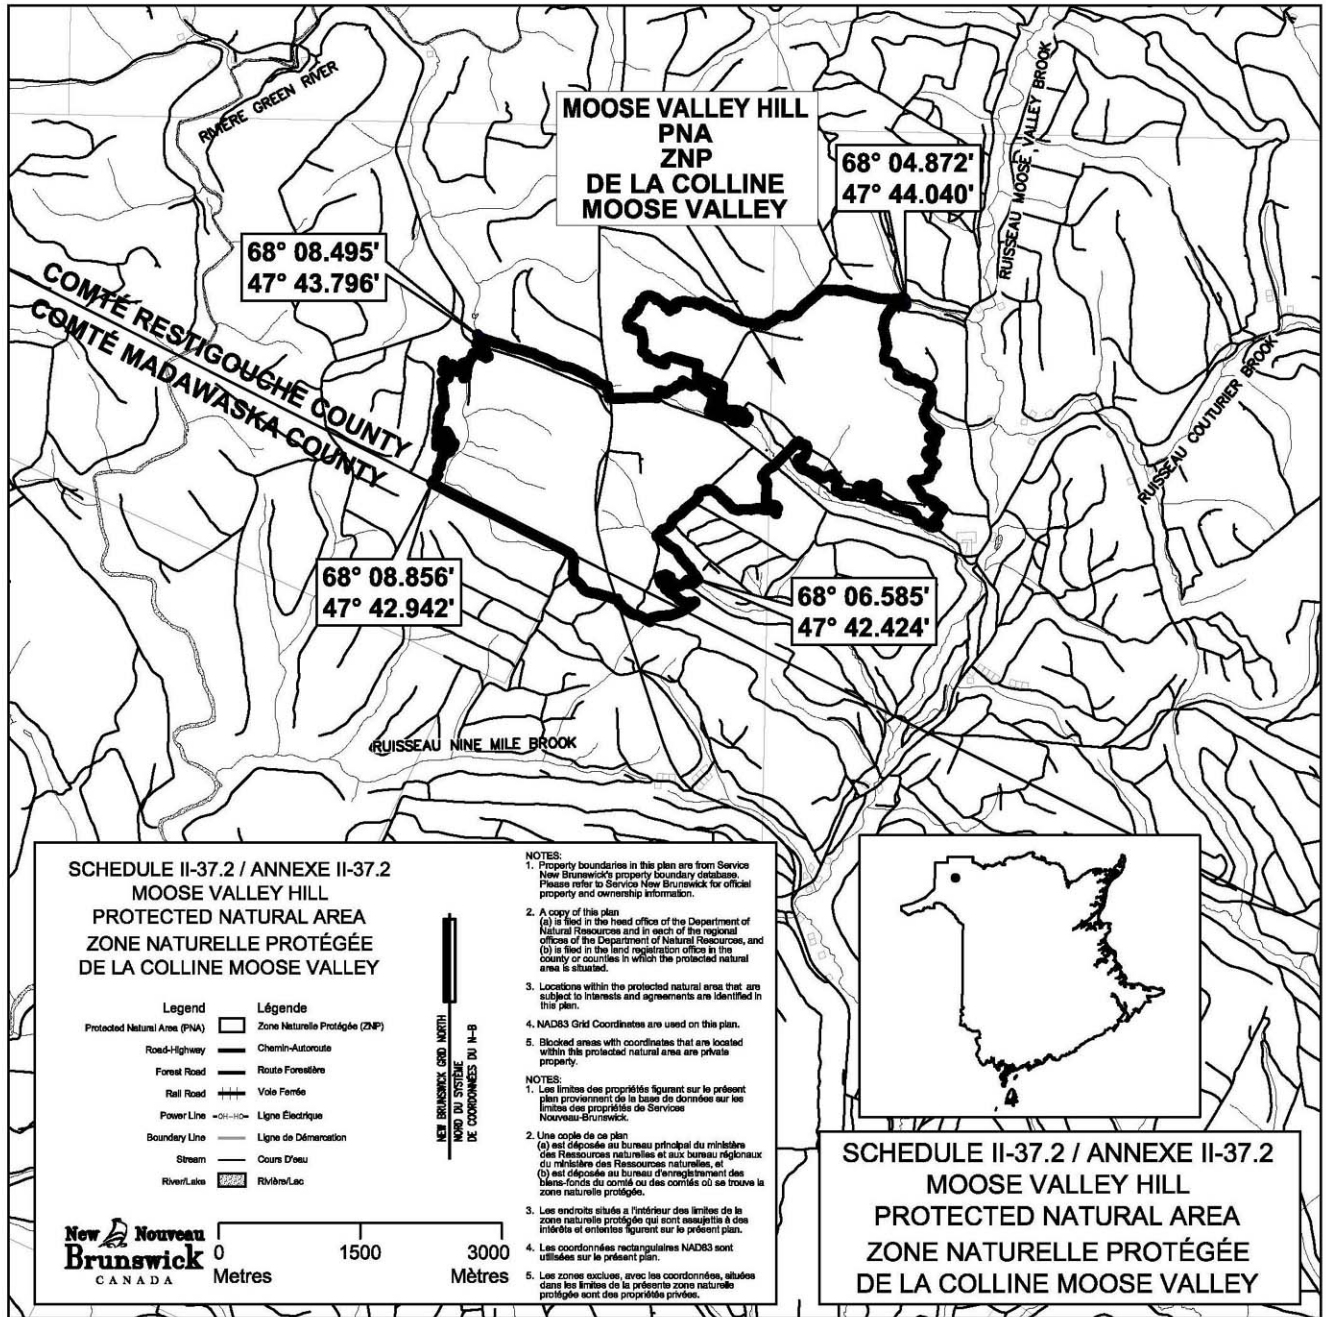 RIVIÈRE GREEN RIVER
MOOSE VALLEY HILL
PNA
ZNP
DE LA COLLINE
MOOSE VALLEY
68° 04.872'
47° 44.040'
RUISSEAU MOOSE VALLEY BROOK
68° 08.495'
47° 43.796'
COMTÉ RESTIGOUCHE COUNTY
COMTÉ MADAWASKA COUNTY
RUISSEAU COUTURIER BROOK
68° 08.856'
47° 42.942'
68° 06.585'
47° 42.424'
RUISSEAU NINE MILE BROOK
SCHEDULE II-37.2 / ANNEXE II-37.2
MOOSE VALLEY HILL
PROTECTED NATURAL AREA
ZONE NATURELLE PROTÉGÉE
DE LA COLLINE MOOSE VALLEY
Legend Légende
Protected Natural Area (PNA) Zone Naturelle Protégée (ZNP)
Road-Highway Chemin-Autoroute
Forest Road Route Forestière
Rail Road Voie Ferrée
Power Line -OH-HO- Ligne Électrique
Boundary Line Ligne de Démarcation
Stream Cours D'eau
River/Lake Rivière/Lac
NEW BRUNSWICK GRID NORTH
NORD DU SYSTÈME
DE COORDONNÉES DU N-B
New Nouveau
Brunswick
CANADA
0 1500 3000
Metres Mètres
NOTES:
1. Property boundaries in this plan are from Service
New Brunswick's property boundary database.
Please refer to Service New Brunswick for official
property and ownership information.
2. A copy of this plan
(a) is filed in the head office of the Department of
Natural Resources and in each of the regional
offices of the Department of Natural Resources, and
(b) is filed in the land registration office in the
county or counties in which the protected natural
area is situated.
3. Locations within the protected natural area that are
subject to interests and agreements are identified in
this plan.
4. NAD83 Grid Coordinates are used on this plan.
5. Blocked areas with coordinates that are located
within this protected natural area are private
property.
NOTES:
1. Les limites des propriétés figurant sur le présent
plan proviennent de la base de données sur les
limites des propriétés de Services
Nouveau-Brunswick.
2. Une copie de ce plan
(a) est déposée au bureau principal du ministère
des Ressources naturelles et aux bureau régionaux
du ministère des Ressources naturelles, et
(b) est déposée au bureau d'enregistrement des
biens-fonds du comté ou des comtés où se trouve la
zone naturelle protégée.
3. Les endroits situés a l'intérieur des limites de la
zone naturelle protégée qui sont assujettis à des
intérêts et ententes figurent sur le présent plan.
4. Les coordonnées rectangulaires NAD83 sont
utilisées sur le présent plan.
5. Les zones exclues, avec les coordonnées, situées
dans les limites de la présente zone naturelle
protégée sont des propriétés privées.
SCHEDULE II-37.2 / ANNEXE II-37.2
MOOSE VALLEY HILL
PROTECTED NATURAL AREA
ZONE NATURELLE PROTÉGÉE
DE LA COLLINE MOOSE VALLEY